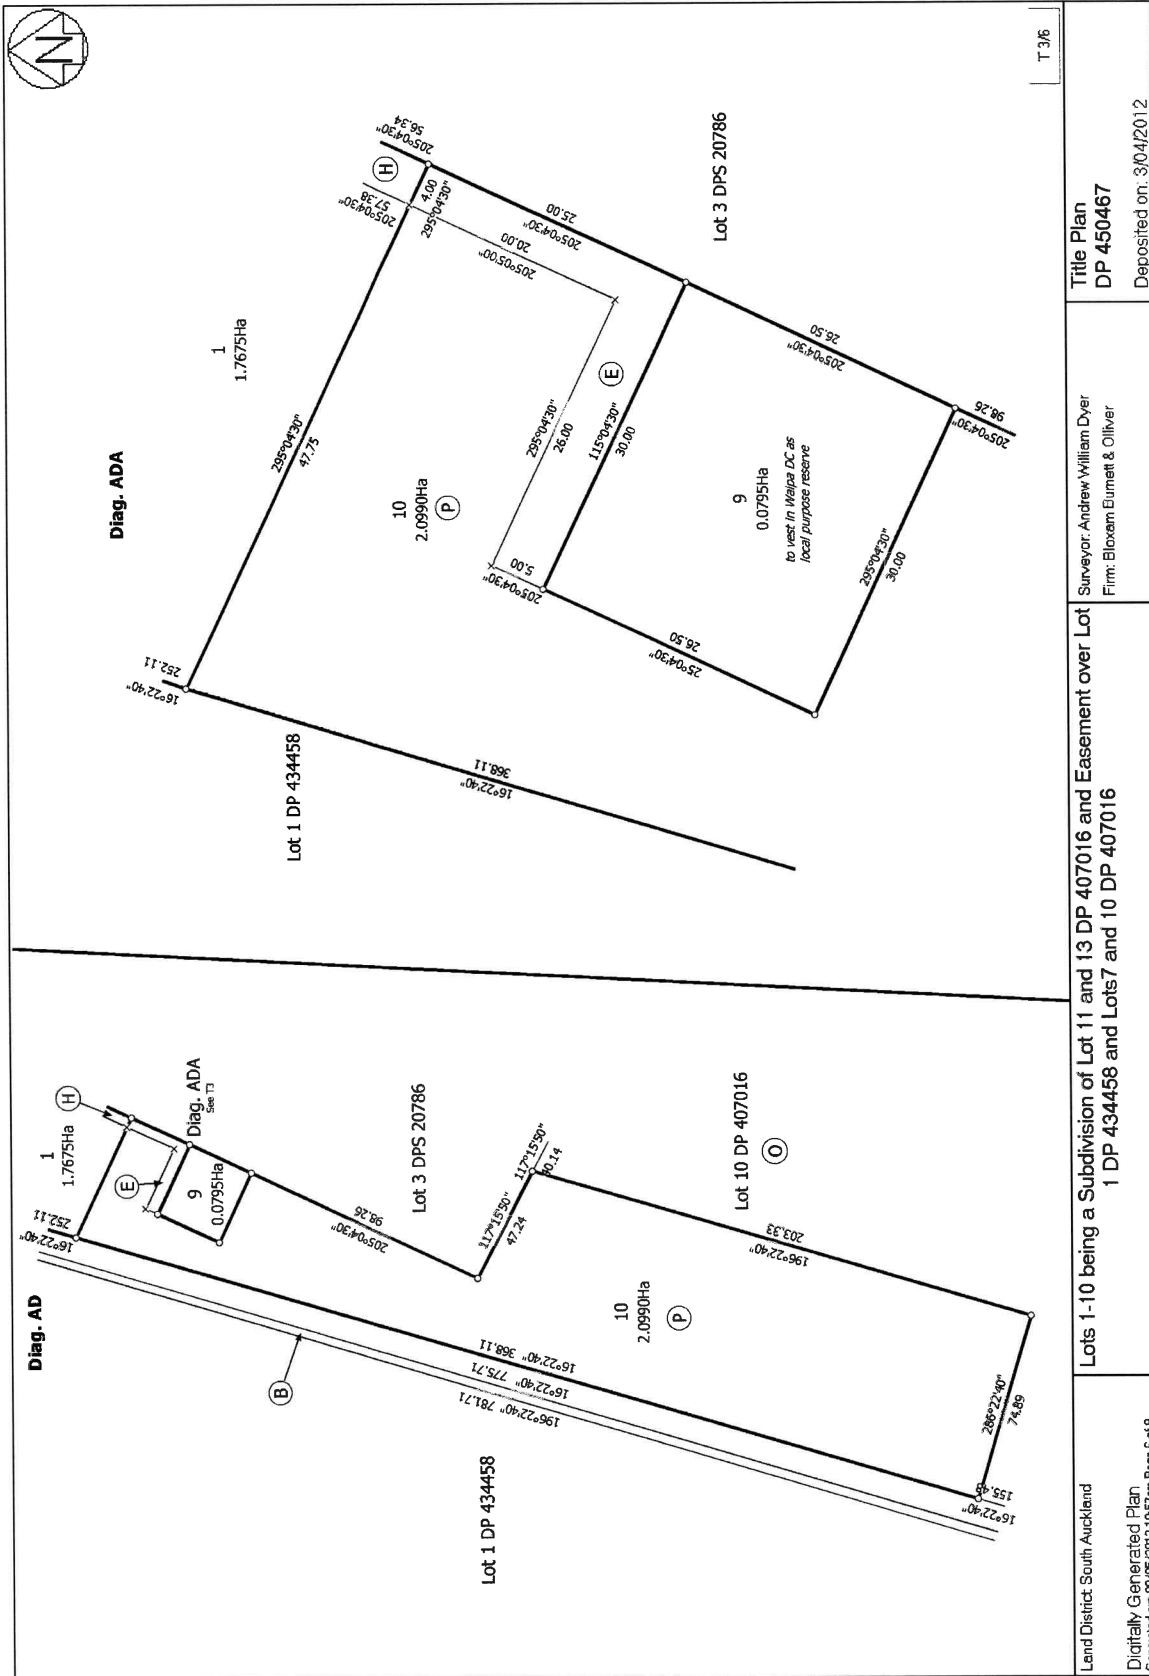 Diag. AD
1
1.7675Ha
H
252.11
16°22'40"
E
9
0.0795Ha
Diag. ADA
See T3
B
98.26
205°04'30"
Lot 3 DPS 20786
117°15'50"
47.24
117°15'50"
40.14
Lot 10 DP 407016
O
10
2.0990Ha
P
203.33
196°22'40"
16°22'40" 368.11
16°22'40" 775.71
196°22'40" 781.71
Lot 1 DP 434458
286°22'40"
74.89
155.48
16°22'40"
Diag. ADA
N
1
1.7675Ha
252.11
16°22'40"
295°04'30"
47.75
205°04'30"
57.38
H
205°04'30"
56.34
4.00
295°04'30"
20.00
205°05'00"
25.00
205°04'30"
Lot 3 DPS 20786
10
2.0990Ha
P
295°04'30"
26.00
E
5.00
205°04'30"
115°04'30"
30.00
Lot 1 DP 434458
368.11
16°22'40"
26.50
25°04'30"
9
0.0795Ha
to vest in Waipa DC as
local purpose reserve
26.50
205°04'30"
295°04'30"
30.00
98.26
205°04'30"
T 3/6
Land District: South Auckland
Digitally Generated Plan
Lots 1-10 being a Subdivision of Lot 11 and 13 DP 407016 and Easement over Lot
1 DP 434458 and Lots7 and 10 DP 407016
Surveyor: Andrew William Dyer
Firm: Bloxam Burnett & Olliver
Title Plan
DP 450467
Deposited on: 3/04/2012